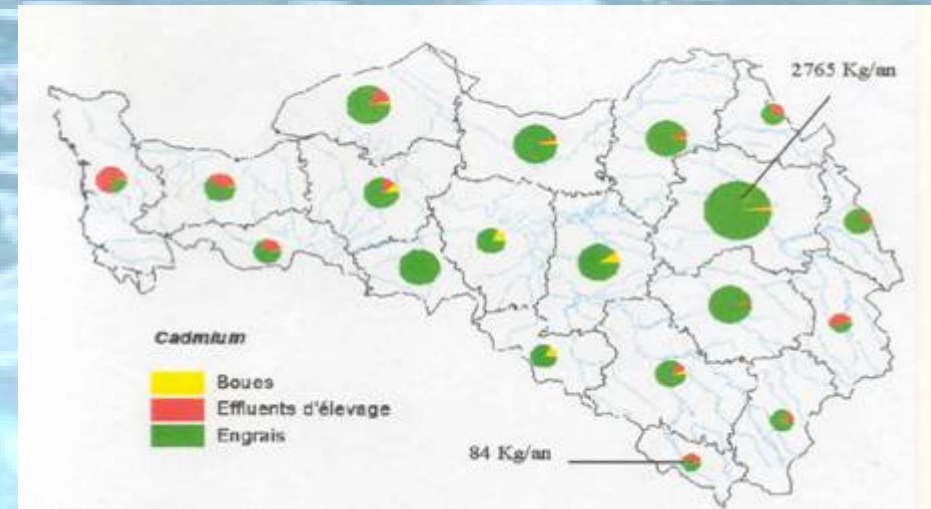 2765 Kg/an
Cadmium
Boues
Effluents d'élevage
Engrais
84 Kg/an